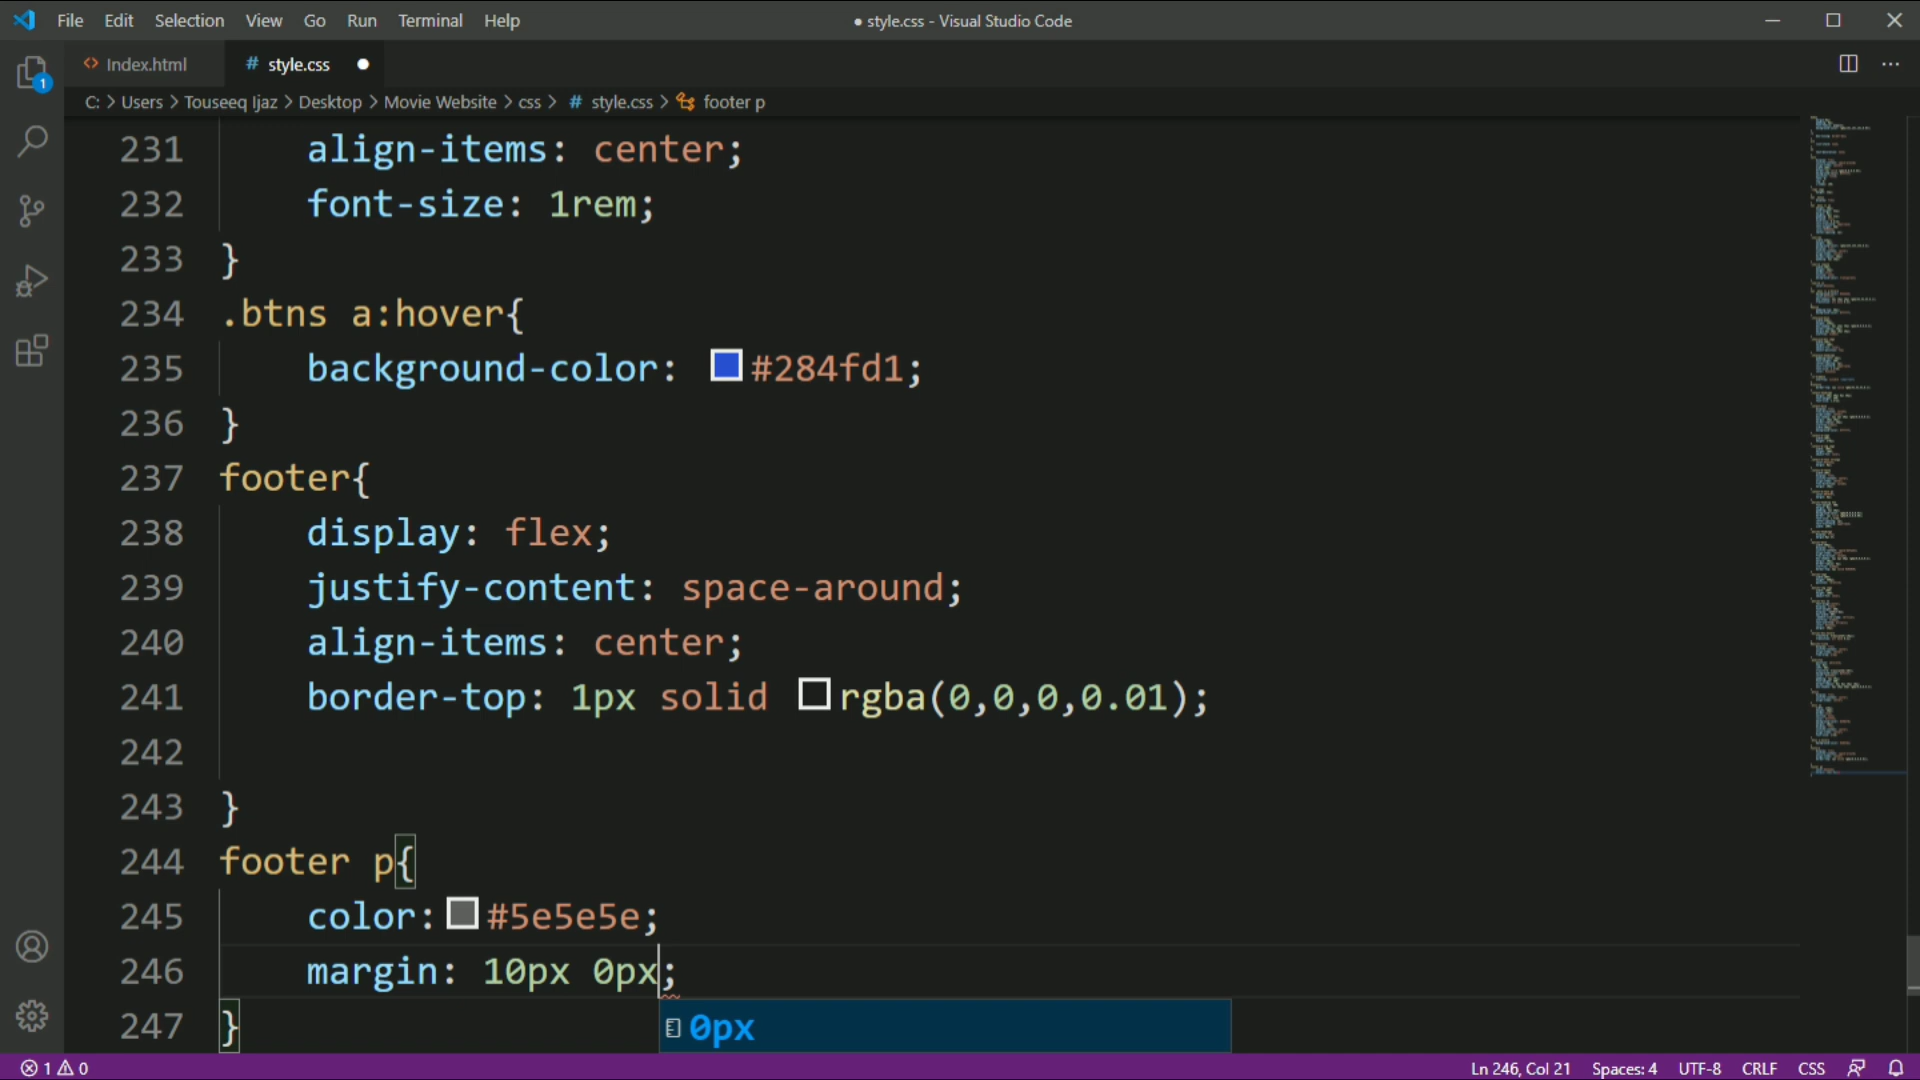 File Edit Selection View Go Run Terminal Help ● style.css - Visual Studio Code
<> Index.html # style.css ●
C: > Users > Touseeq Ijaz > Desktop > Movie Website > css > # style.css > footer p
1
231 align-items: center;
232 font-size: 1rem;
233 }
234 .btns a:hover{
235 background-color: #284fd1;
236 }
237 footer{
238 display: flex;
239 justify-content: space-around;
240 align-items: center;
241 border-top: 1px solid rgba(0,0,0,0.01);
242
243 }
244 footer p{
245 color: #5e5e5e;
246 margin: 10px 0px;
247 }
0px
1 0 Ln 246, Col 21 Spaces: 4 UTF-8 CRLF CSS